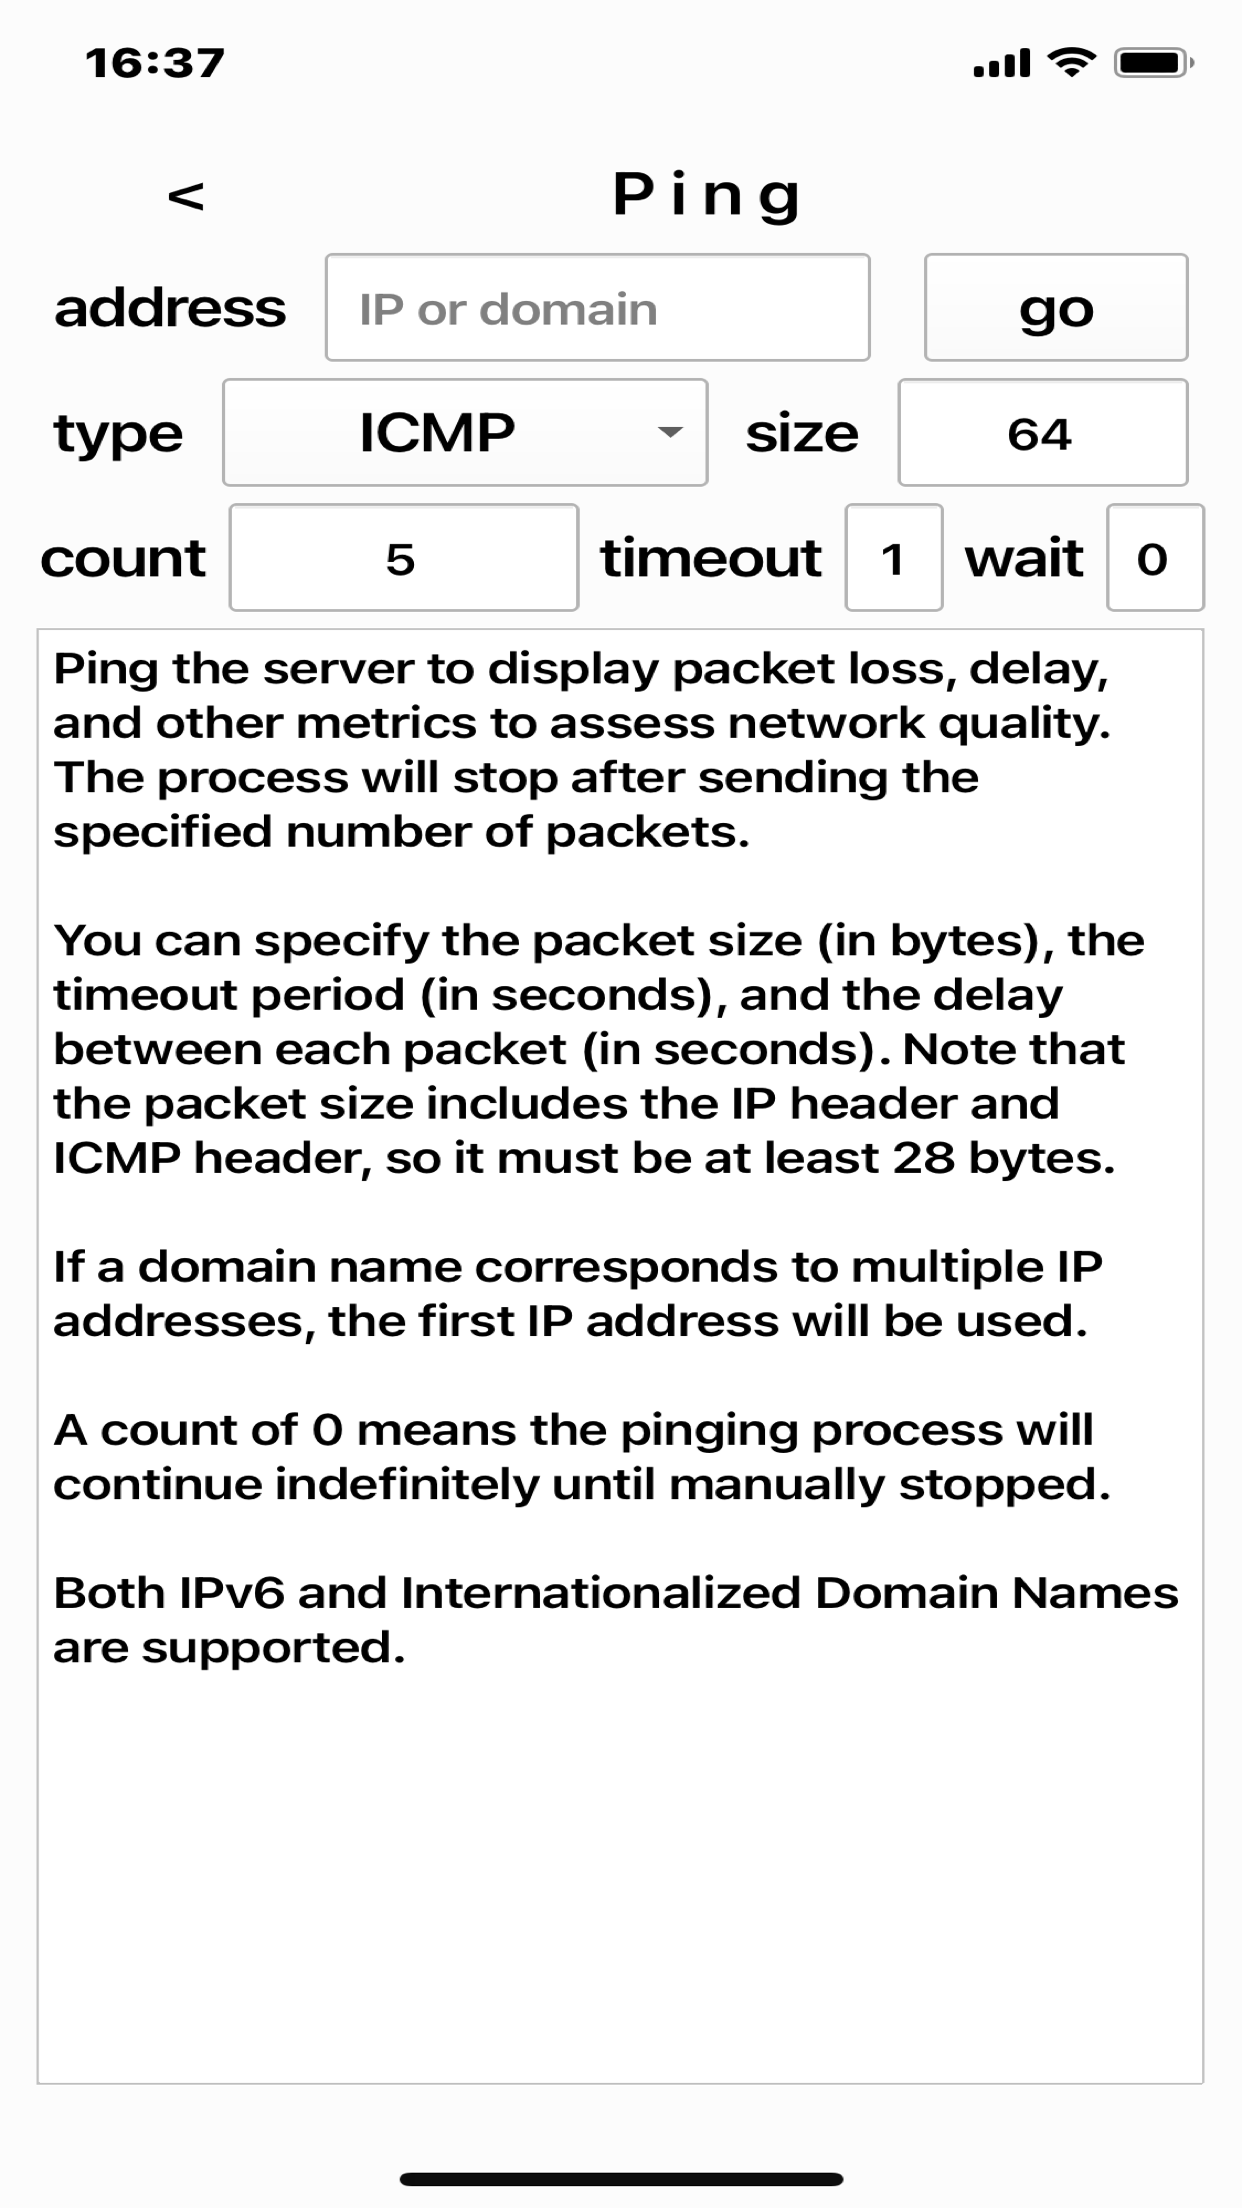 16:37
< Ping
address IP or domain go
type ICMP size 64
count 5 timeout 1 wait 0
Ping the server to display packet loss, delay,
and other metrics to assess network quality.
The process will stop after sending the
specified number of packets.
You can specify the packet size (in bytes), the
timeout period (in seconds), and the delay
between each packet (in seconds). Note that
the packet size includes the IP header and
ICMP header, so it must be at least 28 bytes.
If a domain name corresponds to multiple IP
addresses, the first IP address will be used.
A count of 0 means the pinging process will
continue indefinitely until manually stopped.
Both IPv6 and Internationalized Domain Names
are supported.